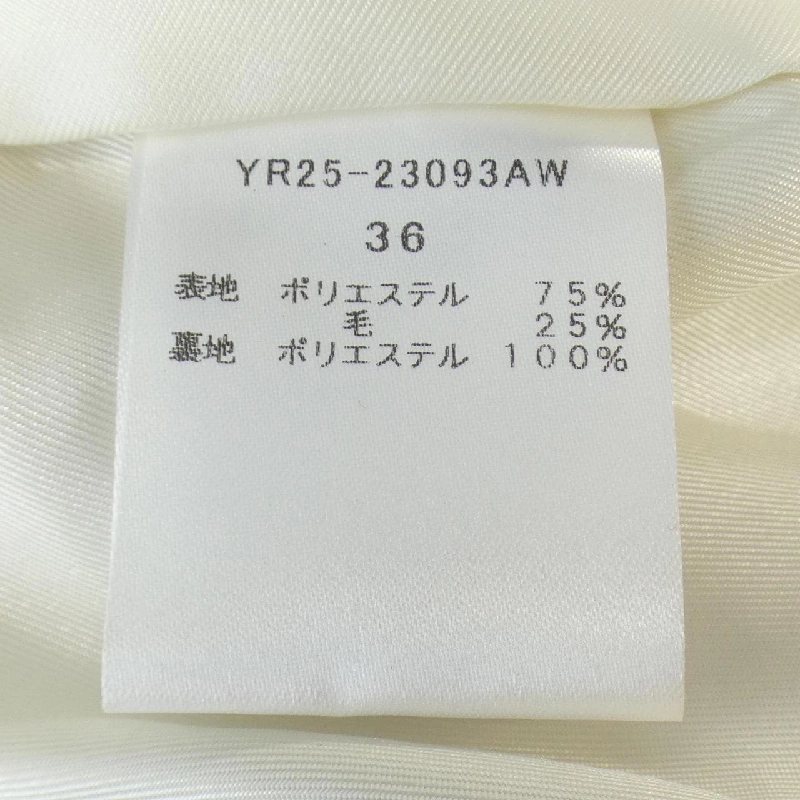 YR25-23093AW
36
表地 ポリエステル 75%
毛 25%
裏地 ポリエステル 100%